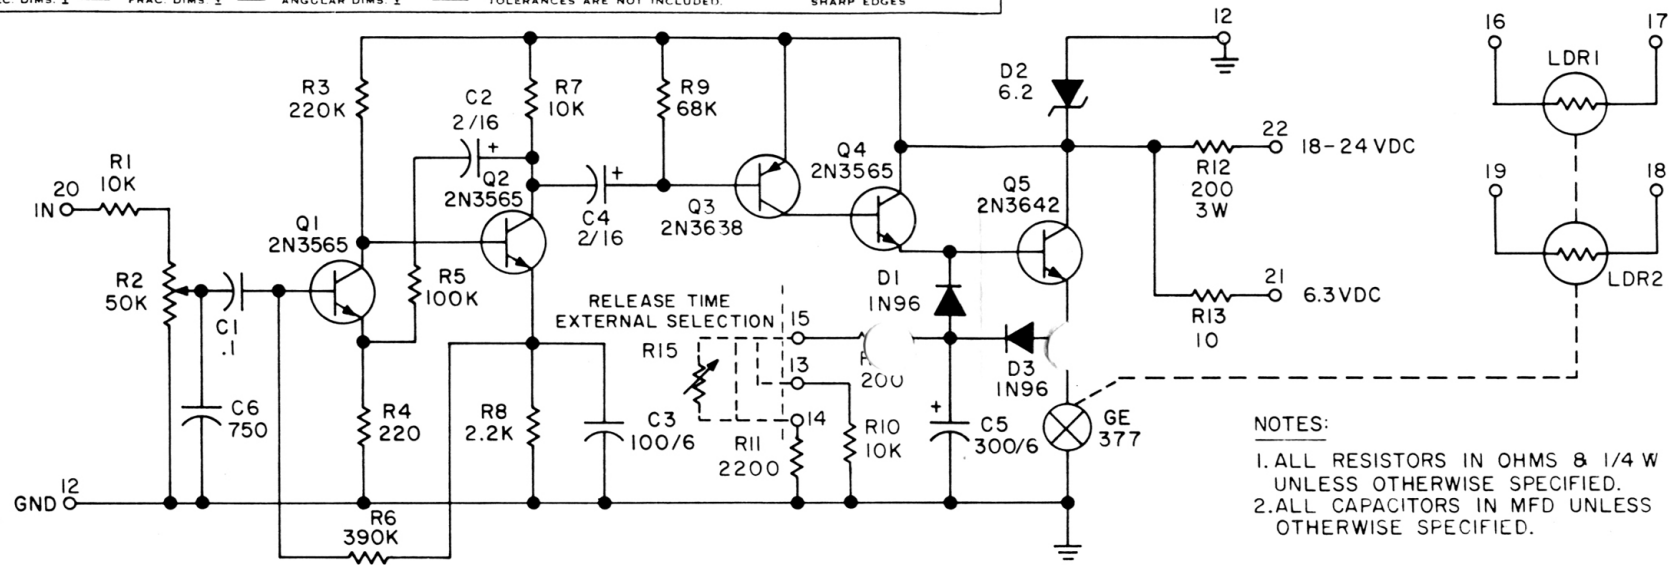 FRAC. DIMS. ± ANGULAR DIMS. ± TOLERANCES ARE NOT INCLUDED. SHARP EDGES
12
16
17
LDR1
D2
6.2
R3
220K
C2
2/16
R7
10K
R9
68K
22
18-24 VDC
R12
200
3W
Q4
2N3565
20
IN
R1
10K
Q2
2N3565
Q5
2N3642
19
18
Q1
2N3565
C4
2/16
Q3
2N3638
R2
50K
R5
100K
D1
1N96
21
6.3 VDC
R13
10
LDR2
C1
.1
RELEASE TIME
EXTERNAL SELECTION
15
R15
13
200
D3
1N96
C6
750
R4
220
R8
2.2K
C3
100/6
14
R11
2200
R10
10K
C5
300/6
GE
377
GND
12
R6
390K
NOTES:
1. ALL RESISTORS IN OHMS & 1/4 W
UNLESS OTHERWISE SPECIFIED.
2. ALL CAPACITORS IN MFD UNLESS
OTHERWISE SPECIFIED.